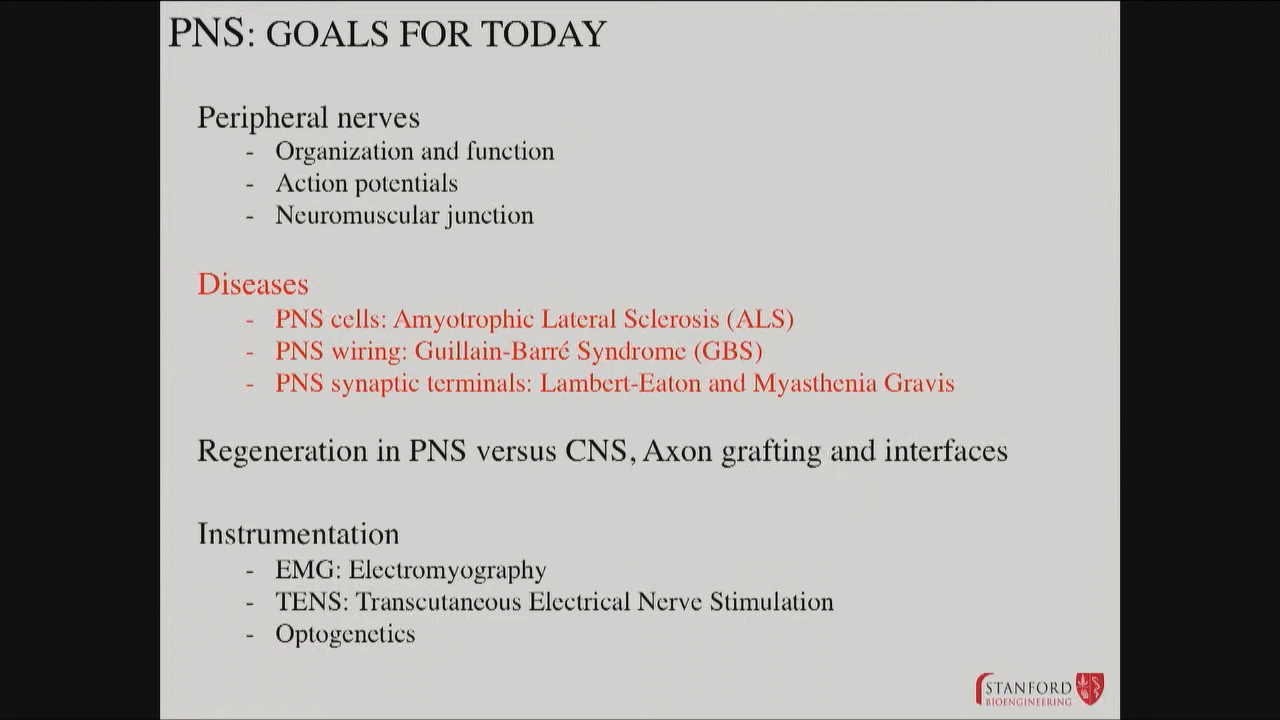 PNS: GOALS FOR TODAY
Peripheral nerves
- Organization and function
- Action potentials
- Neuromuscular junction
Diseases
- PNS cells: Amyotrophic Lateral Sclerosis (ALS)
- PNS wiring: Guillain-Barré Syndrome (GBS)
- PNS synaptic terminals: Lambert-Eaton and Myasthenia Gravis
Regeneration in PNS versus CNS, Axon grafting and interfaces
Instrumentation
- EMG: Electromyography
- TENS: Transcutaneous Electrical Nerve Stimulation
- Optogenetics
STANFORD
BIOENGINEERING